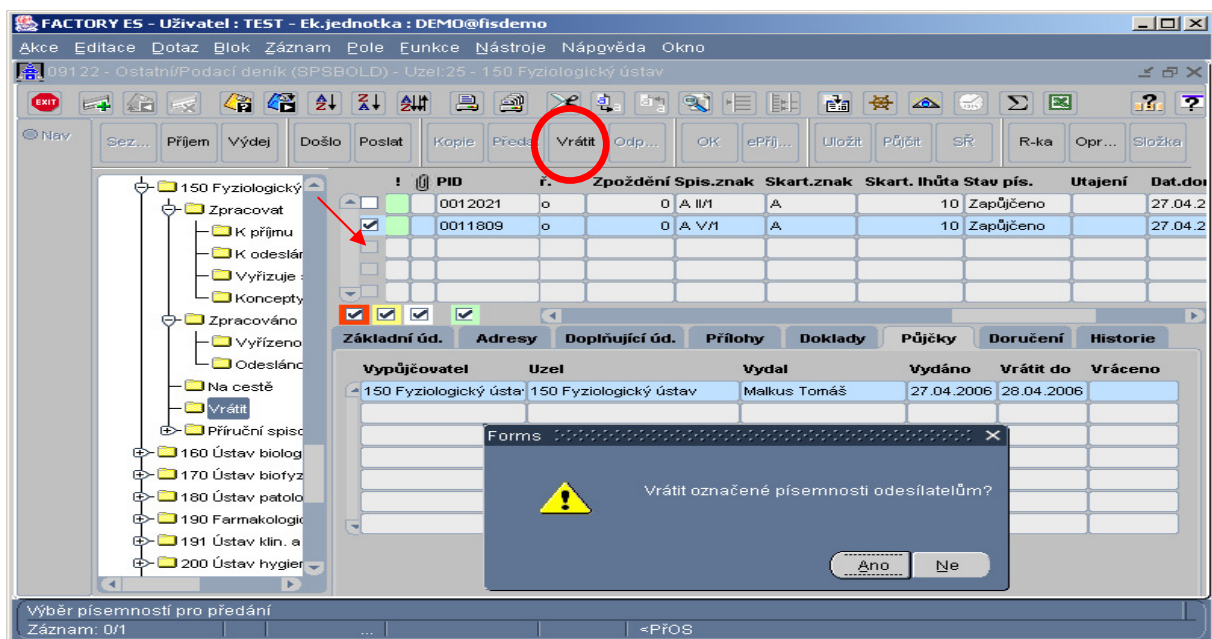 FACTORY ES - Uživatel : TEST - Ek.jednotka : DEMO@fisdemo
Akce Editace Dotaz Blok Záznam Pole Funkce Nástroje Nápověda Okno
09122 - Ostatní/Podací deník (SPSBOLD) - Uzel:25 - 150 Fyziologický ústav
EXIT
Nav Sez... Příjem Výdej Došlo Poslat Kopie Vrátit Odp... OK ePříj... Uložit Půjčit SŘ R-ka Opr... Složka
! PID ř. Zpoždění Spis.znak Skart.znak Skart. lhůta Stav pís. Utajení Dat.dor
0012021 o 0 A II/1 A 10 Zapůjčeno 27.04.2
0011809 o 0 A V/1 A 10 Zapůjčeno 27.04.2
150 Fyziologický
Zpracovat
K příjmu
K odeslár
Vyřizuje
Koncepty
Zpracováno
Vyřízeno
Odesláno
Na cestě
Vrátit
Příruční spisc
160 Ústav biolog
170 Ústav biofyz
180 Ústav patolo
190 Farmakologic
191 Ústav klin. a
200 Ústav hygier
Základní úd. Adresy Doplňující úd. Přílohy Doklady Půjčky Doručení Historie
Vypůjčovatel Uzel Vydal Vydáno Vrátit do Vráceno
150 Fyziologický ústav 150 Fyziologický ústav Malkus Tomáš 27.04.2006 28.04.2006
Forms
Vrátit označené písemnosti odesílatelům?
Ano Ne
Výběr písemností pro předání
Záznam: 0/1 ... <PřOS